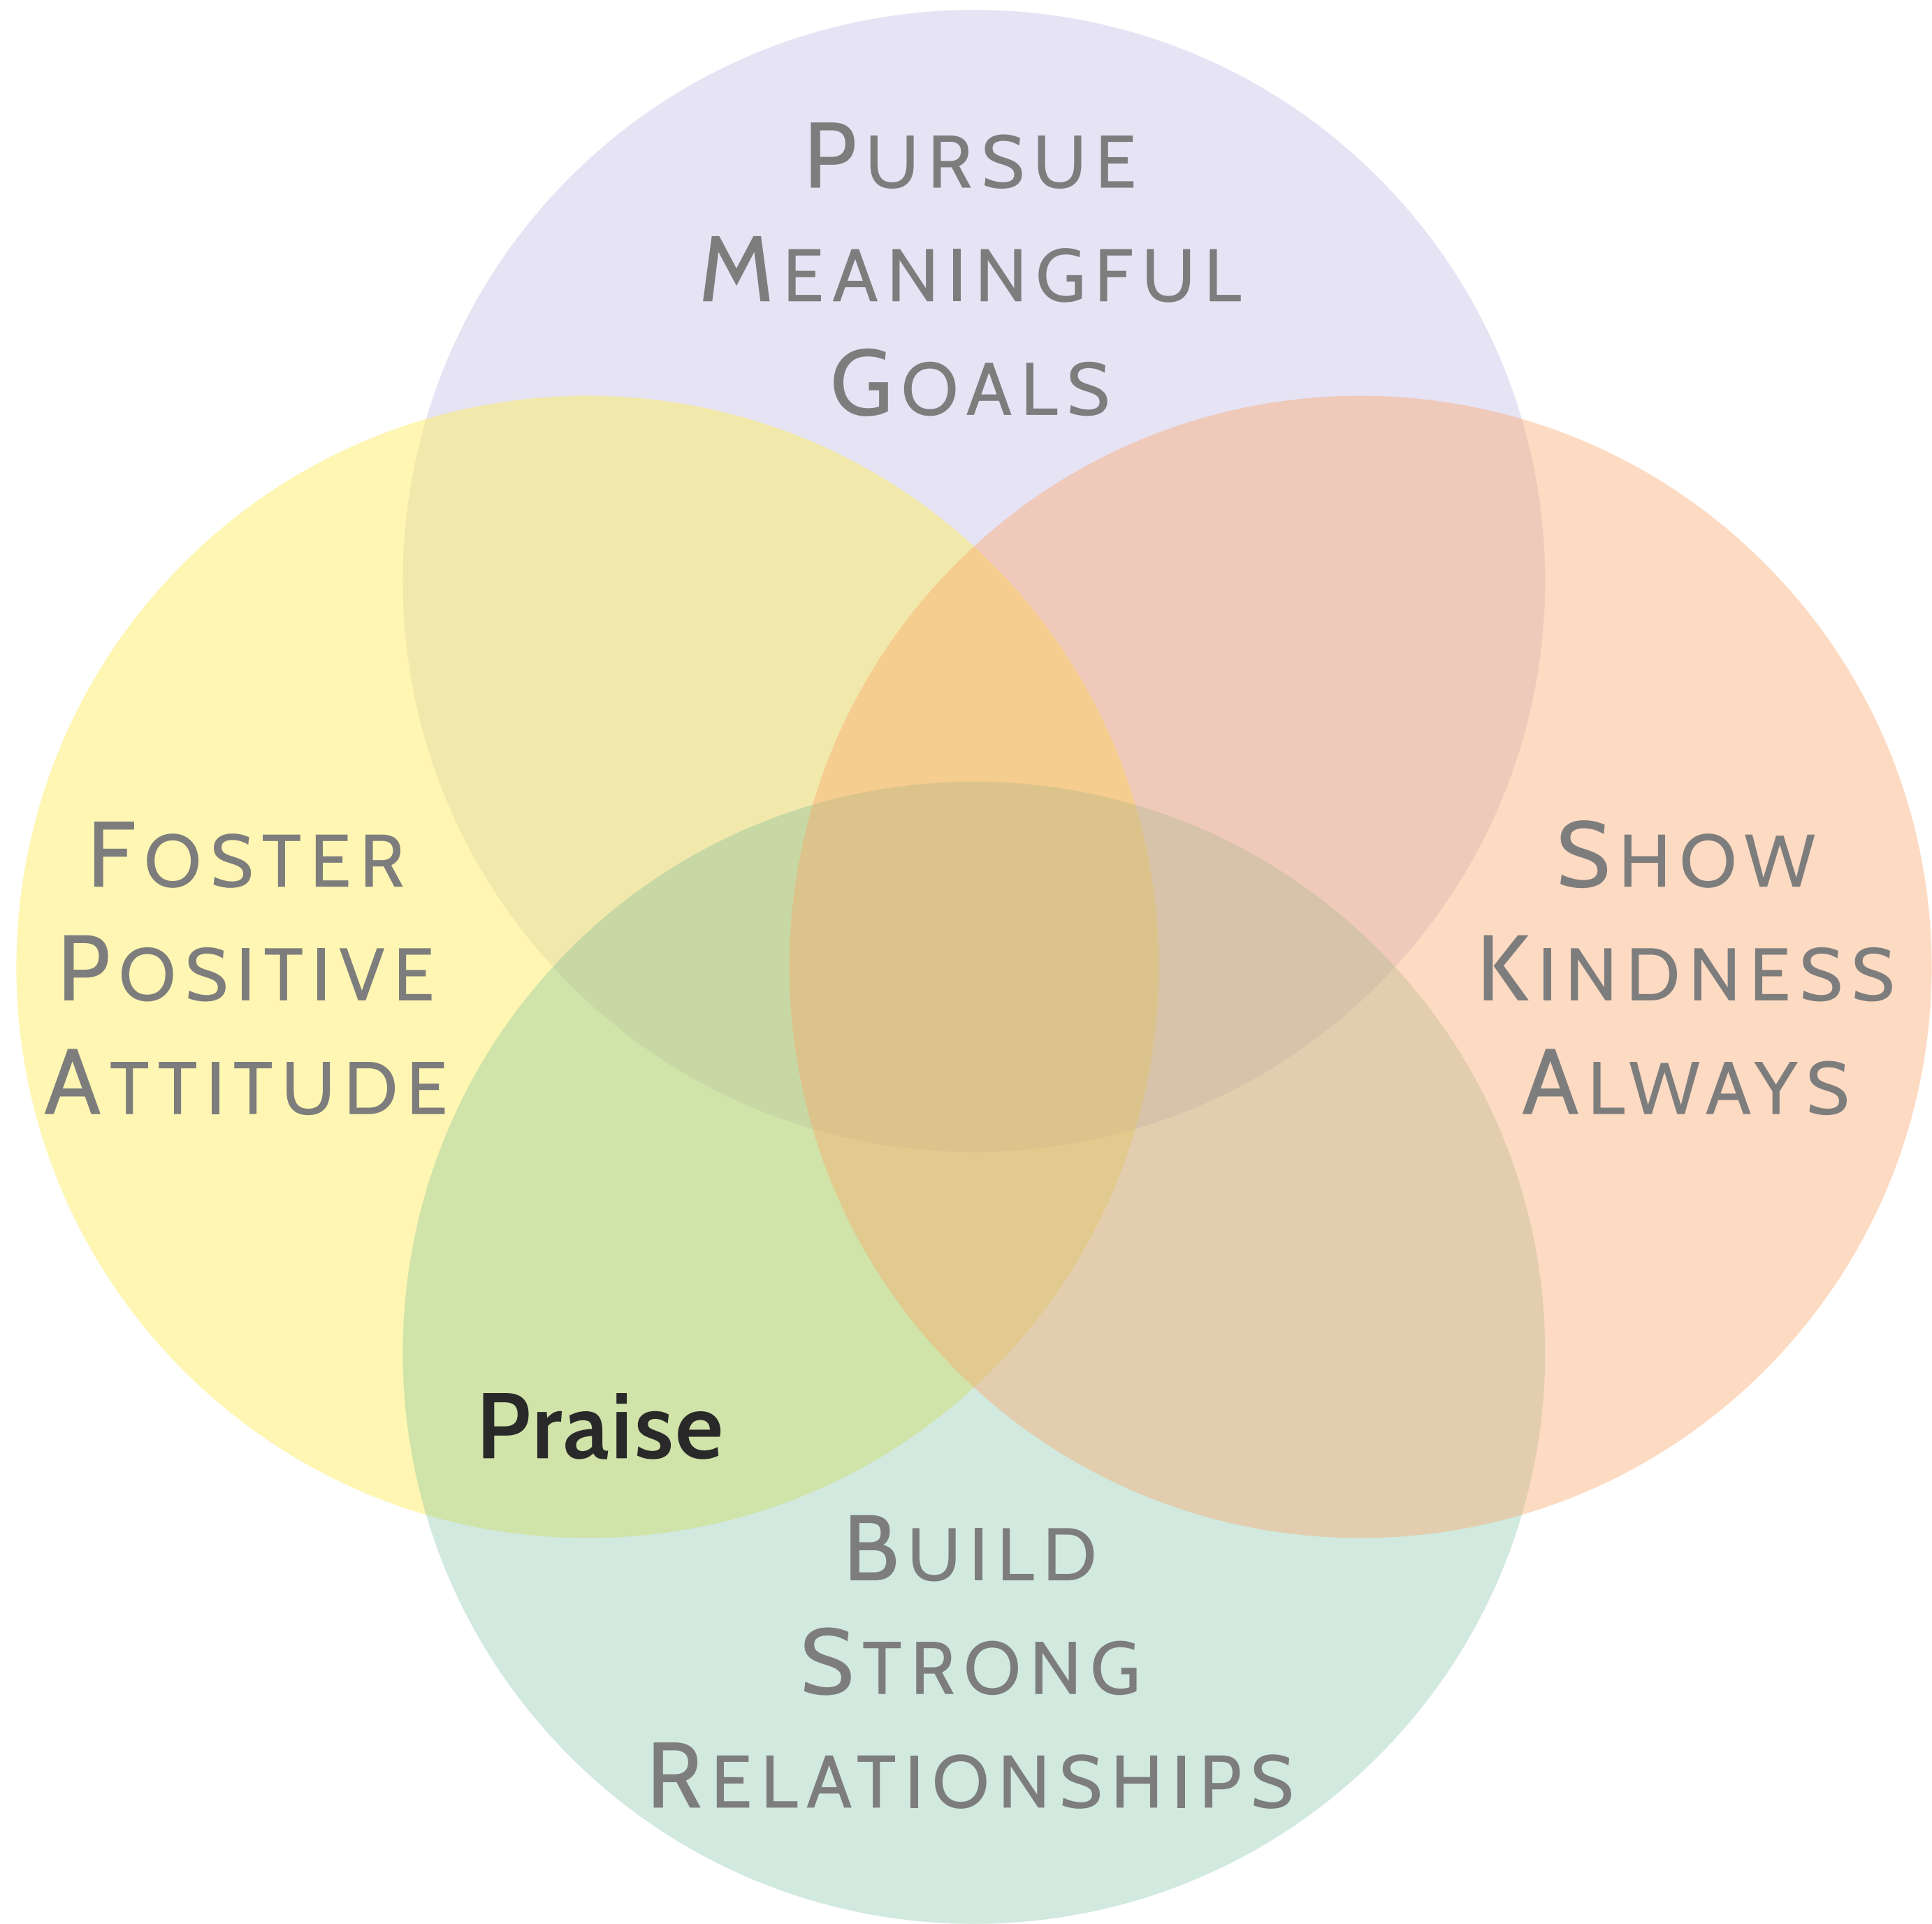 Pursue
Meaningful
Goals
Foster
Positive
Attitude
Show
Kindness
Always
Praise
Build
Strong
Relationships